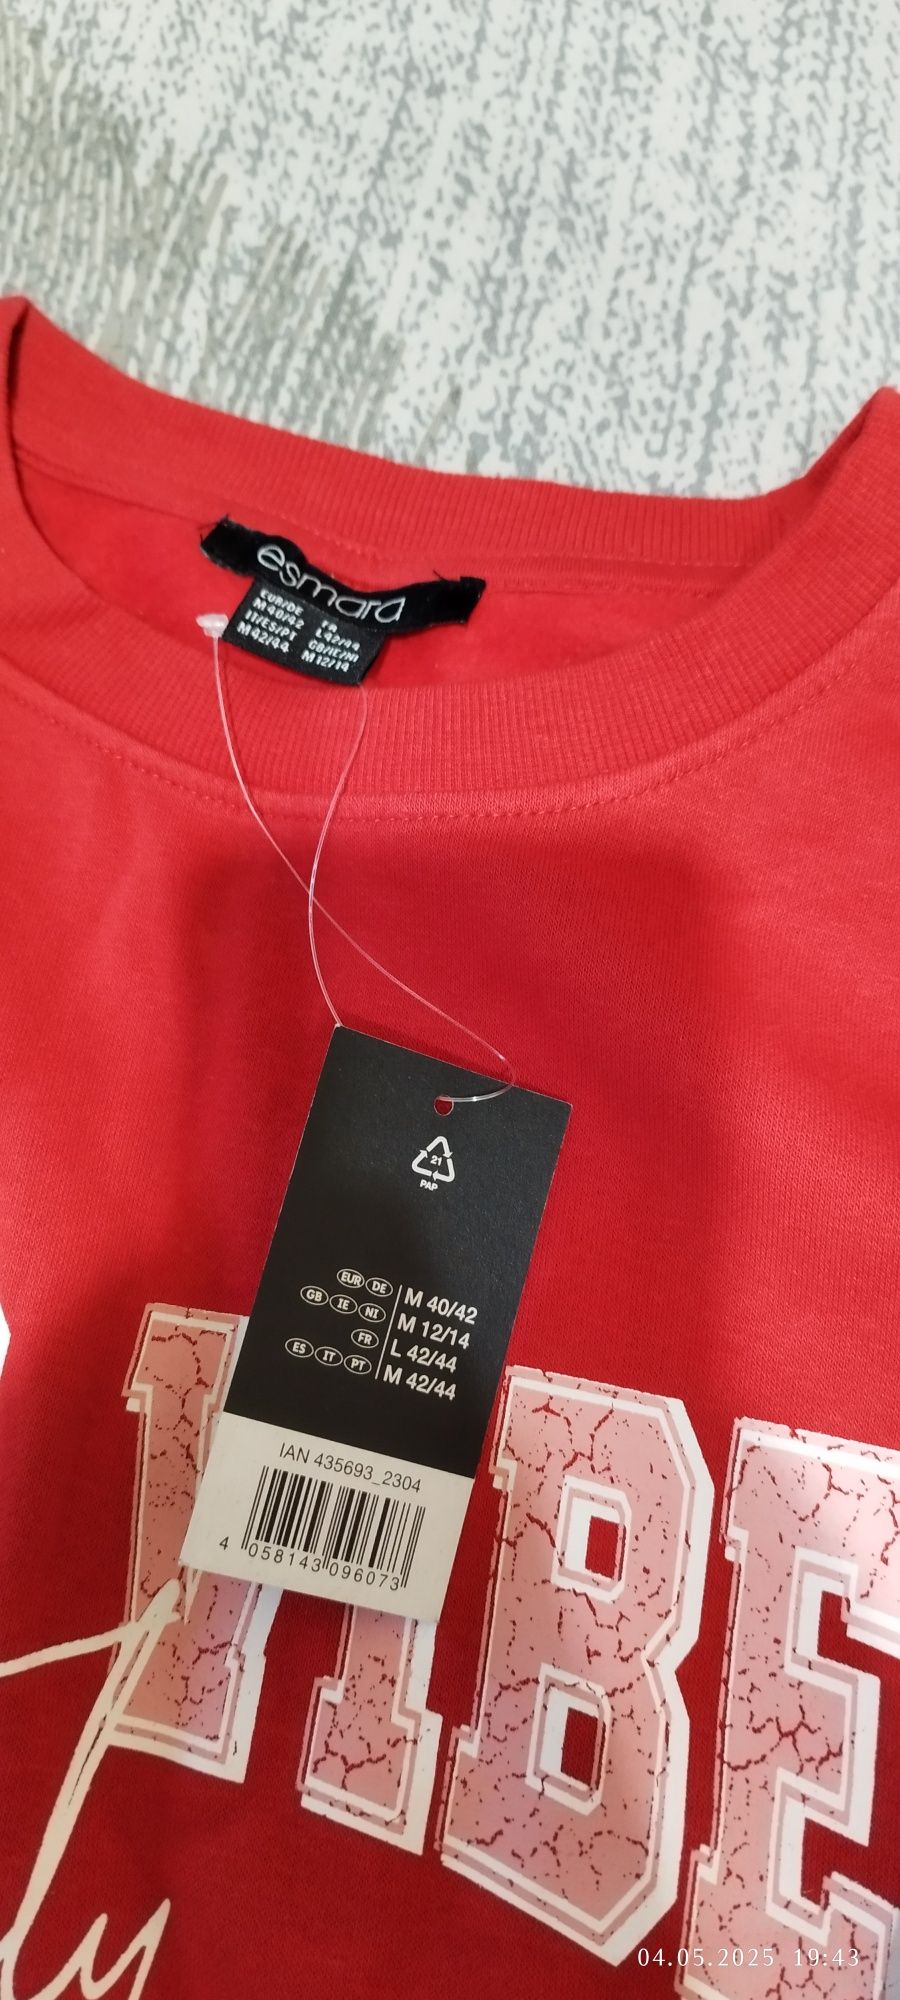 esmara
EUR/DE
M 40/42
IT/ES/PT
M 42/44
FR
L 42/44
GB/IE/NI
M 12/14
21
PAP
EUR DE M 40/42
GB IE NI M 12/14
FR L 42/44
ES IT PT M 42/44
IAN 435693_2304
4 058143 096073
VIBE
ly
04.05.2025 19:43